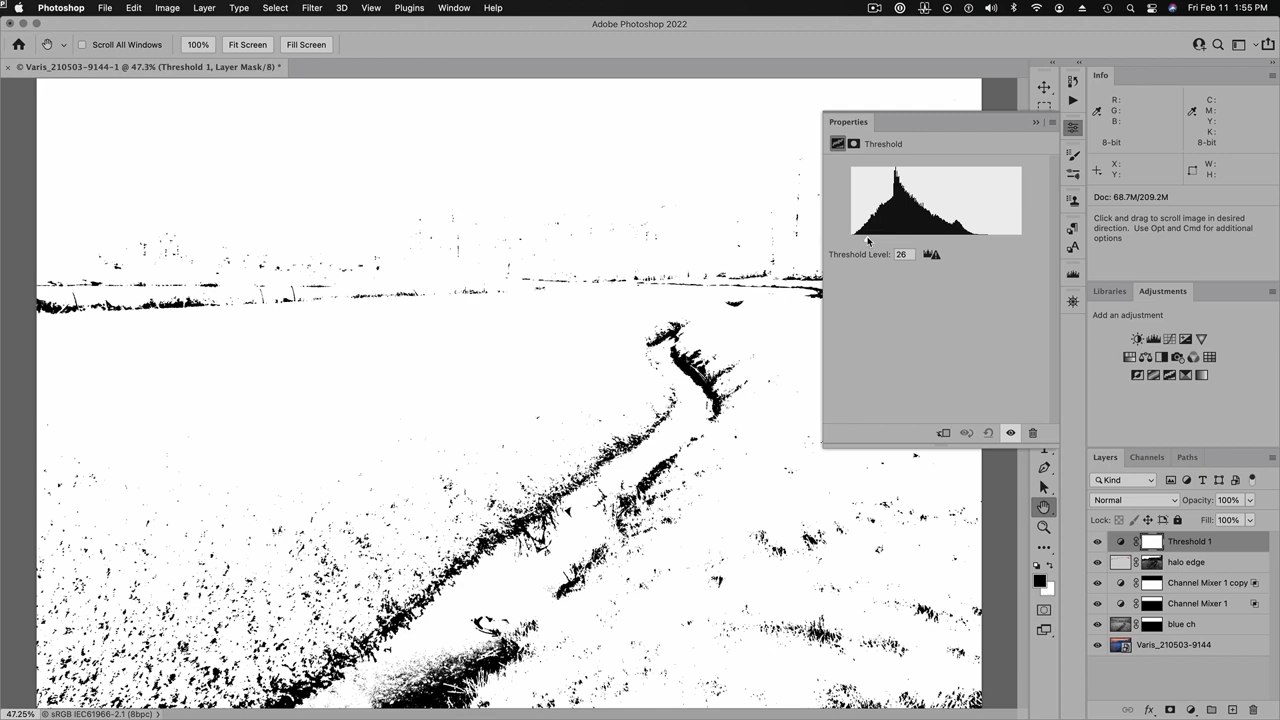 Photoshop File Edit Image Layer Type Select Filter 3D View Plugins Window Help Fri Feb 11 1:55 PM
Adobe Photoshop 2022
Scroll All Windows 100% Fit Screen Fill Screen
× © Varis_210503-9144-1 @ 47.3% (Threshold 1, Layer Mask/8) *
Properties
Threshold
Threshold Level: 26
Info
R: C:
G: M:
B: Y:
K:
8-bit 8-bit
X: W:
Y: H:
Doc: 68.7M/209.2M
Click and drag to scroll image in desired
direction. Use Opt and Cmd for additional
options
Libraries Adjustments
Add an adjustment
Layers Channels Paths
Kind
Normal Opacity: 100%
Lock: Fill: 100%
Threshold 1
halo edge
Channel Mixer 1 copy
Channel Mixer 1
blue ch
Varis_210503-9144
47.25% © sRGB IEC61966-2.1 (8bpc)